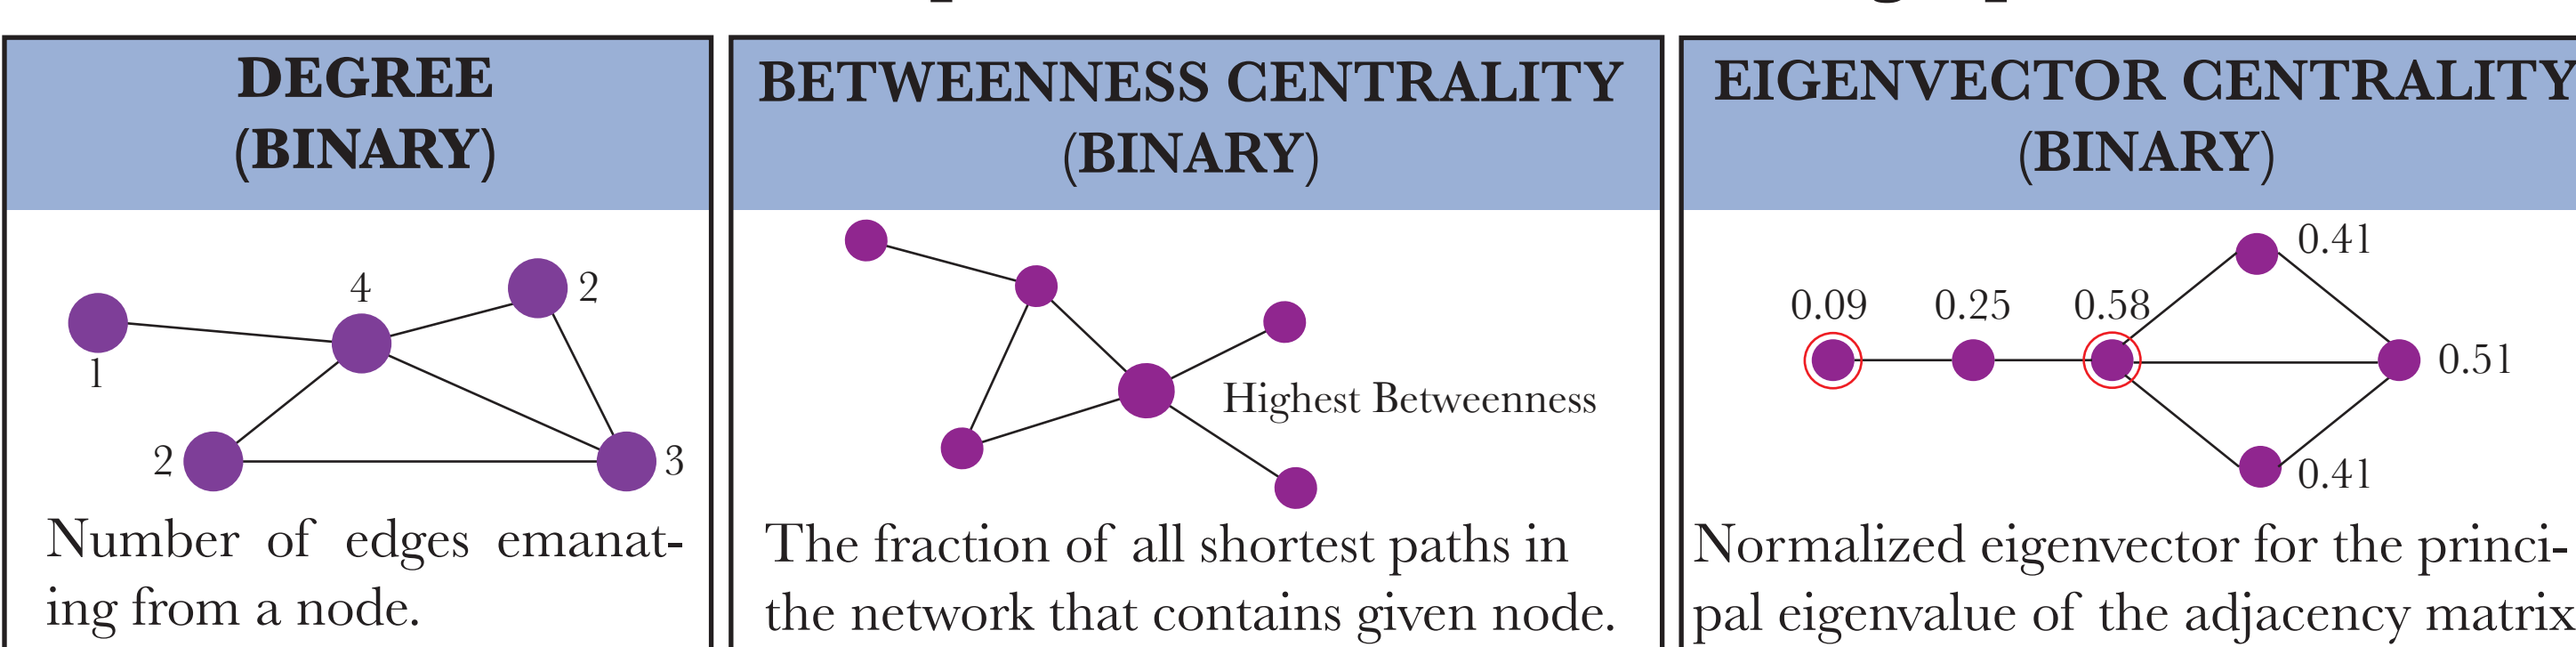 DEGREE
(BINARY)
4
2
1
2
3
Number of edges emanat-
ing from a node.
BETWEENNESS CENTRALITY
(BINARY)
Highest Betweenness
The fraction of all shortest paths in
the network that contains given node.
EIGENVECTOR CENTRALITY
(BINARY)
0.41
0.09 0.25 0.58
0.51
0.41
Normalized eigenvector for the princi-
pal eigenvalue of the adjacency matrix